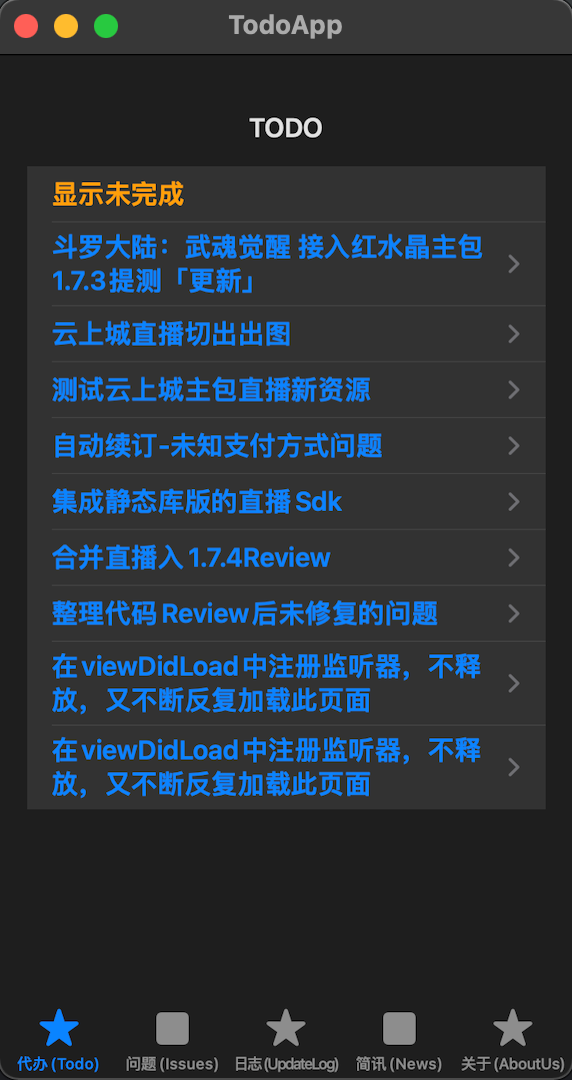 TodoApp
TODO
显示未完成
斗罗大陆：武魂觉醒 接入红水晶主包
1.7.3提测「更新」
云上城直播切出出图
测试云上城主包直播新资源
自动续订-未知支付方式问题
集成静态库版的直播Sdk
合并直播入1.7.4Review
整理代码Review后未修复的问题
在viewDidLoad中注册监听器，不释
放，又不断反复加载此页面
在viewDidLoad中注册监听器，不释
放，又不断反复加载此页面
代办(Todo) 问题(Issues) 日志(UpdateLog) 简讯(News) 关于(AboutUs)